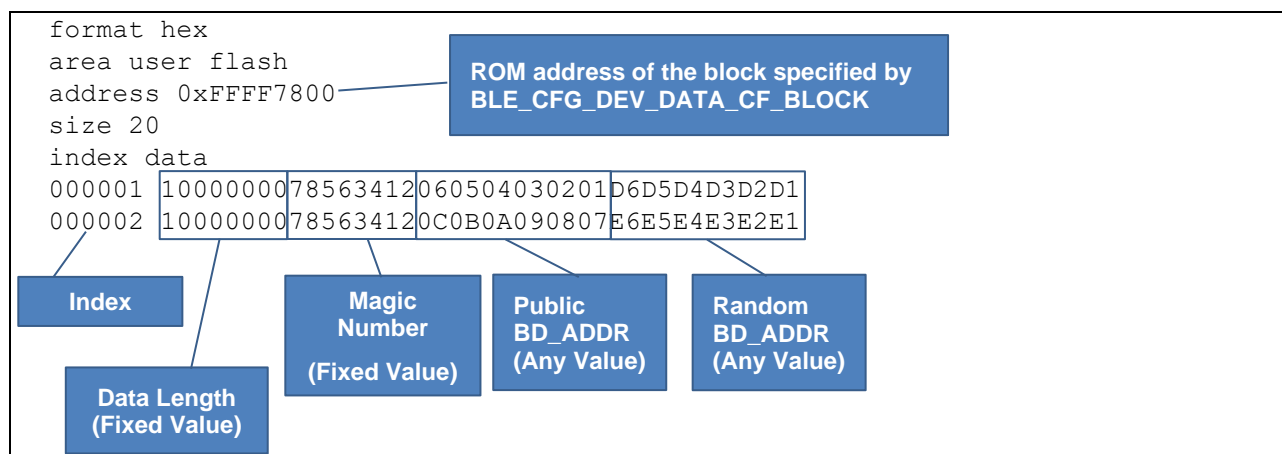 format hex
area user flash
address 0xFFFF7800
size 20
index data
000001 1000000078563412060504030201D6D5D4D3D2D1
000002 10000000785634120C0B0A090807E6E5E4E3E2E1
ROM address of the block specified by
BLE_CFG_DEV_DATA_CF_BLOCK
Index
Data Length
(Fixed Value)
Magic
Number
(Fixed Value)
Public
BD_ADDR
(Any Value)
Random
BD_ADDR
(Any Value)